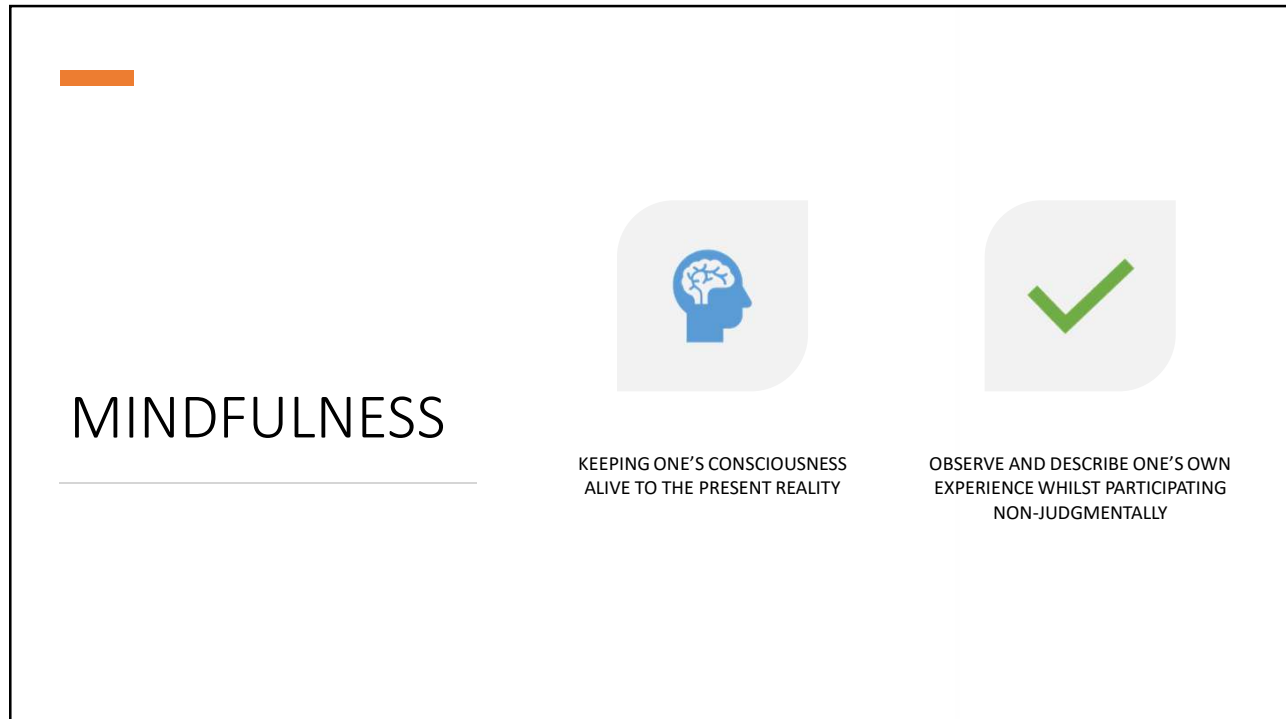 MINDFULNESS
KEEPING ONE’S CONSCIOUSNESS
ALIVE TO THE PRESENT REALITY
OBSERVE AND DESCRIBE ONE’S OWN
EXPERIENCE WHILST PARTICIPATING
NON-JUDGMENTALLY